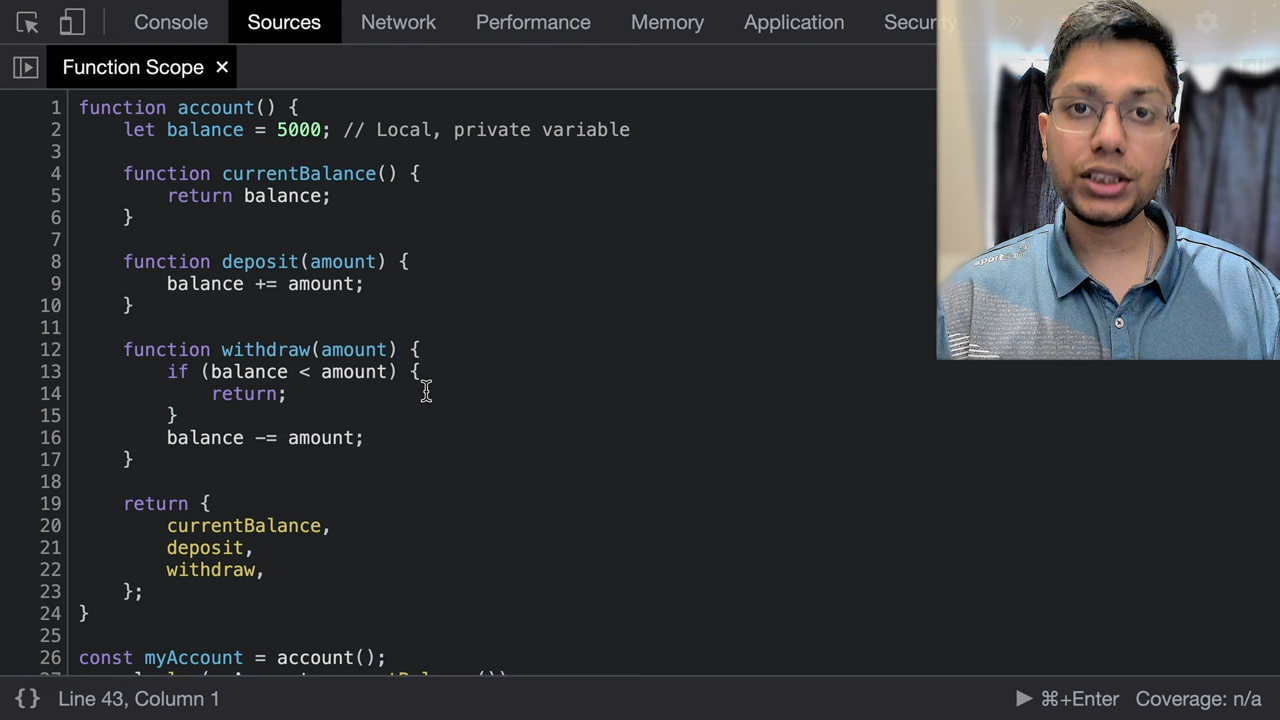 Console Sources Network Performance Memory Application Security »
Function Scope ×
1 function account() {
2 let balance = 5000; // Local, private variable
3
4 function currentBalance() {
5 return balance;
6 }
7
8 function deposit(amount) {
9 balance += amount;
10 }
11
12 function withdraw(amount) {
13 if (balance < amount) {
14 return;
15 }
16 balance -= amount;
17 }
18
19 return {
20 currentBalance,
21 deposit,
22 withdraw,
23 };
24 }
25
26 const myAccount = account();
{} Line 43, Column 1 ▶ ⌘+Enter Coverage: n/a